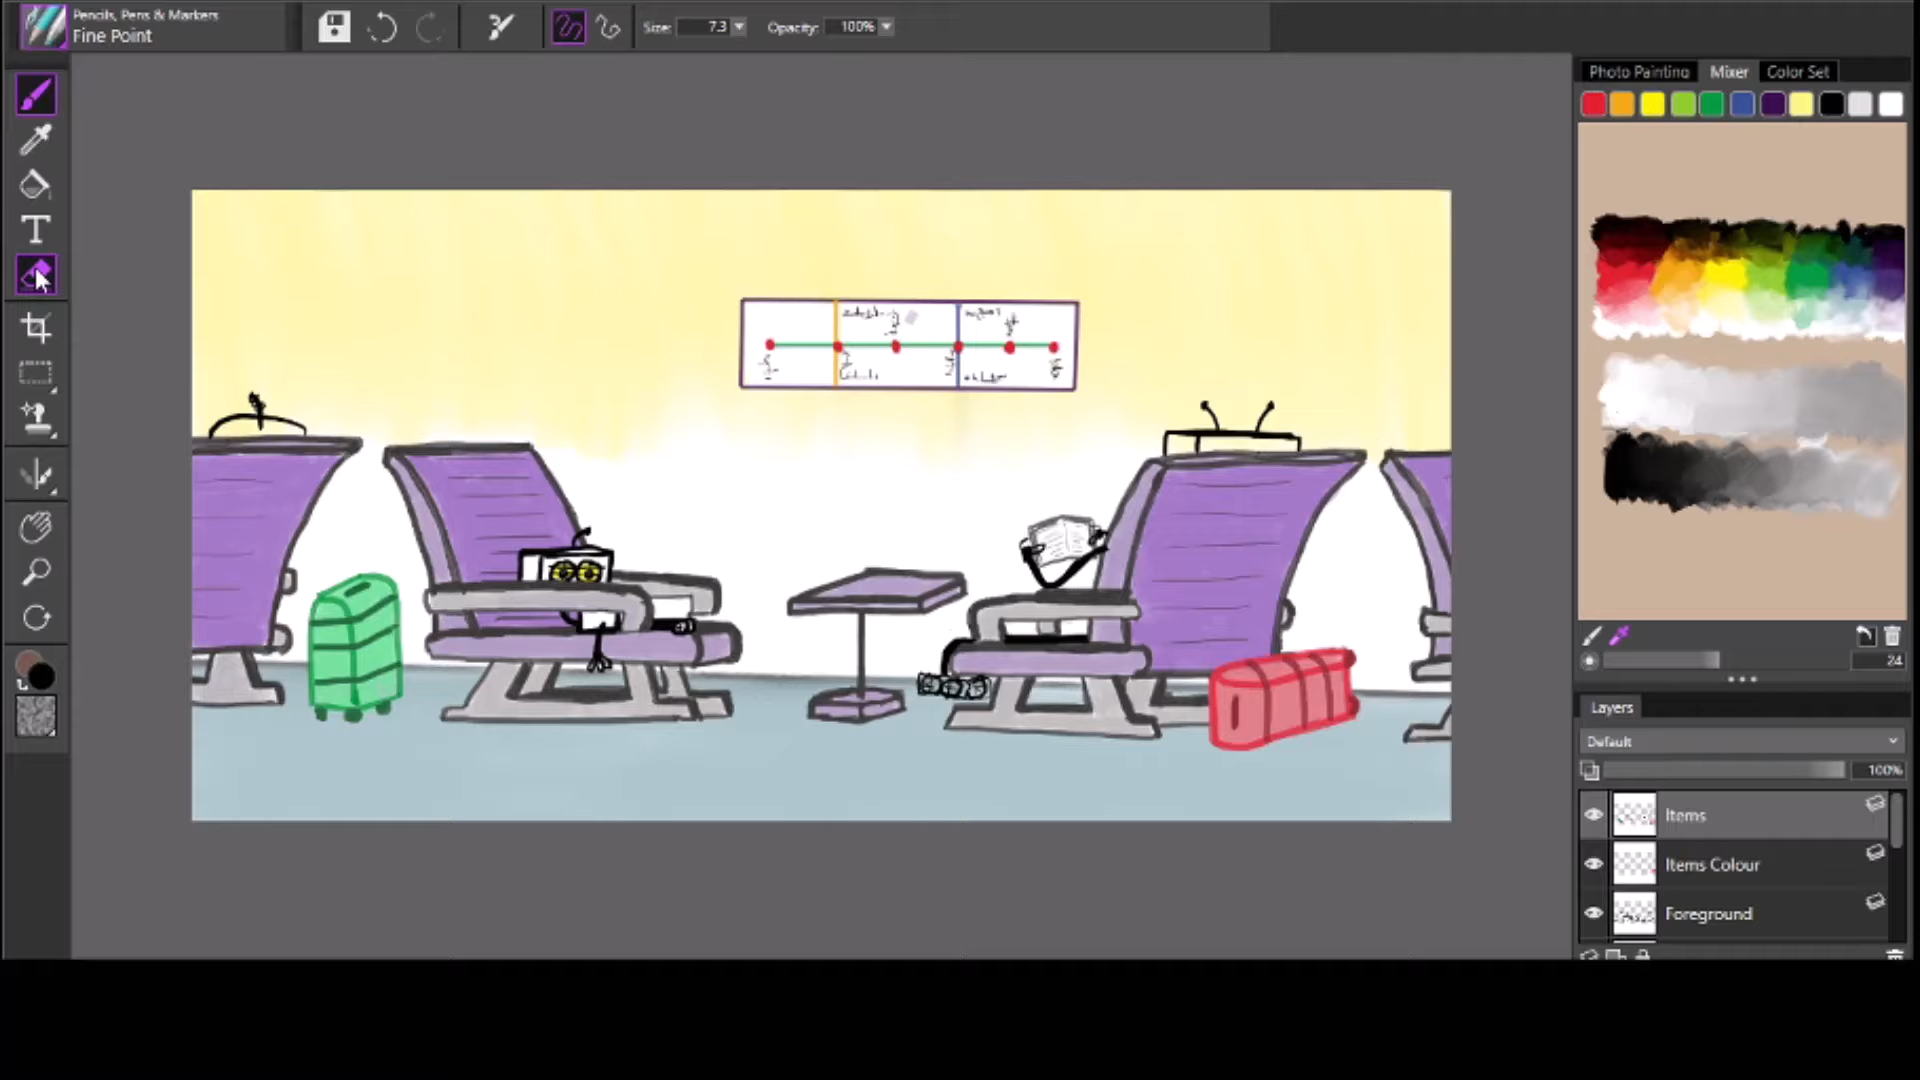 Pencils, Pens & Markers
Fine Point
Size: 7.3
Opacity: 100%
Photo Painting
Mixer
Color Set
24
Layers
Default
100%
Items
Items Colour
Foreground